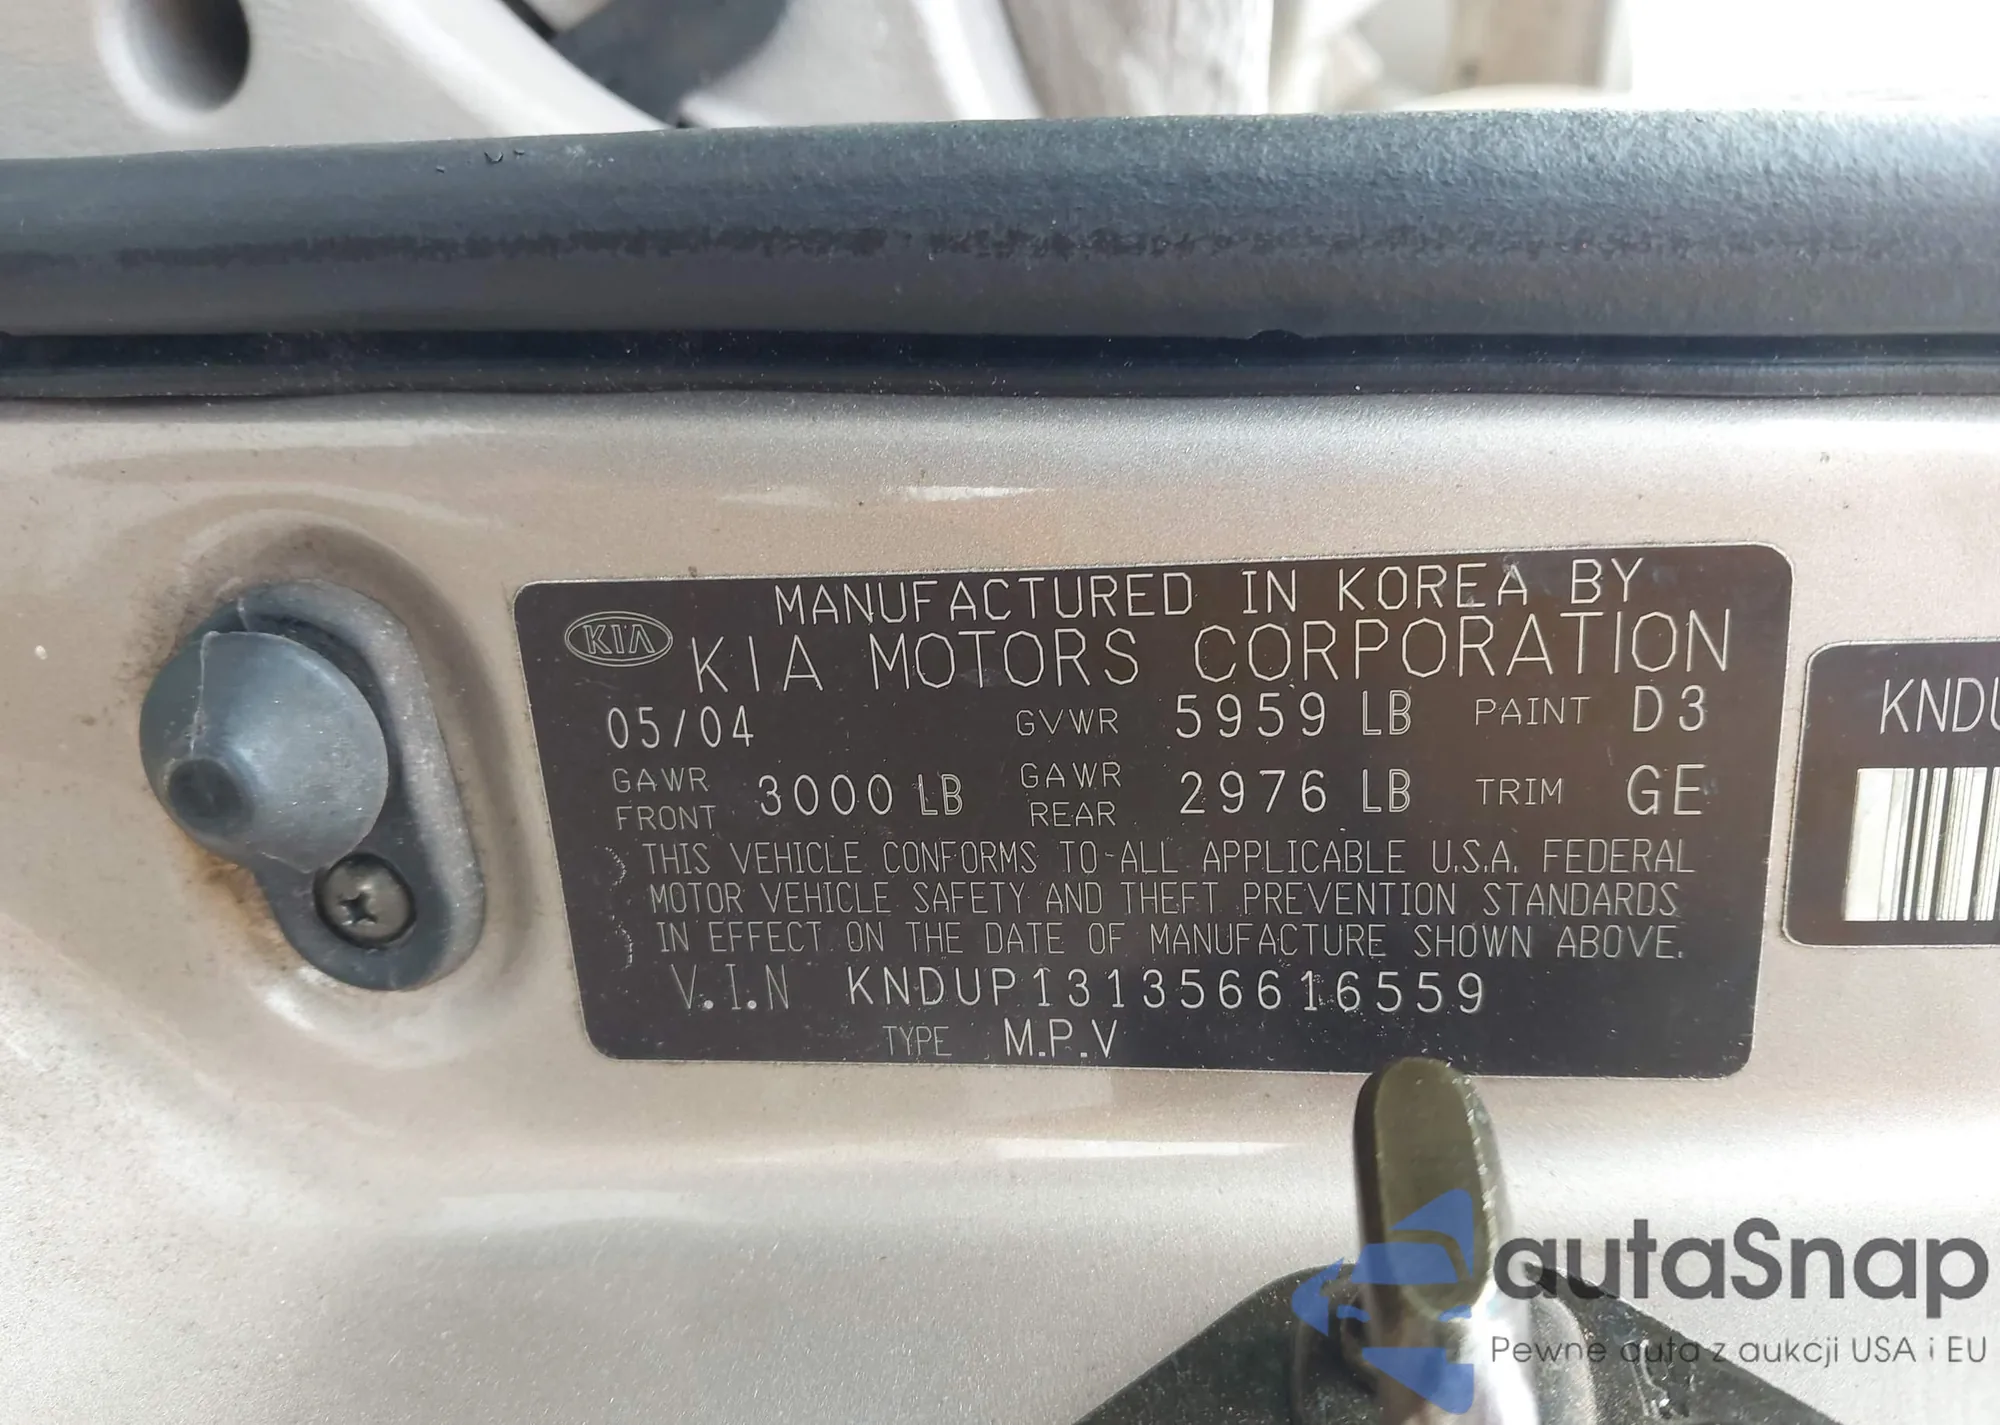 MANUFACTURED IN KOREA BY
KIA KIA MOTORS CORPORATION
05/04 GVWR 5959 LB PAINT D3
GAWR FRONT 3000 LB GAWR REAR 2976 LB TRIM GE
THIS VEHICLE CONFORMS TO ALL APPLICABLE U.S.A. FEDERAL
MOTOR VEHICLE SAFETY AND THEFT PREVENTION STANDARDS
IN EFFECT ON THE DATE OF MANUFACTURE SHOWN ABOVE.
V.I.N KNDUP131356616559
TYPE M.P.V
KNDU
autaSnap
Pewne auta z aukcji USA i EU